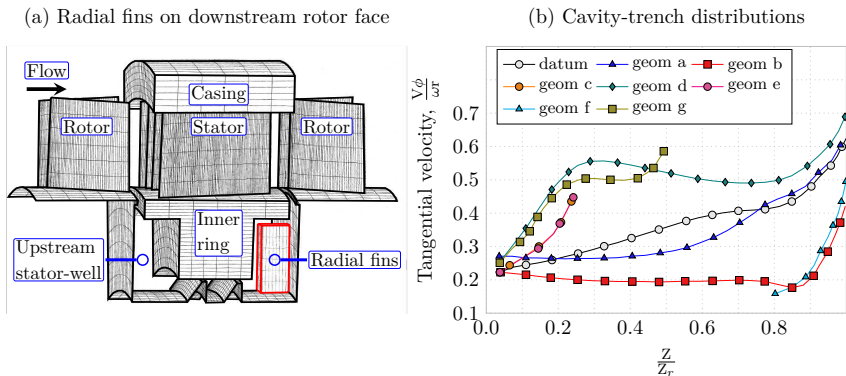 (a) Radial fins on downstream rotor face
Flow
Casing
Rotor
Stator
Rotor
Inner
ring
Upstream
stator-well
Radial fins
(b) Cavity-trench distributions
datum
geom a
geom b
geom c
geom d
geom e
geom f
geom g
Tangential velocity, Vϕ/ωr
0.7
0.6
0.5
0.4
0.3
0.2
0.1
0.0
0.2
0.4
0.6
0.8
Z/Zr